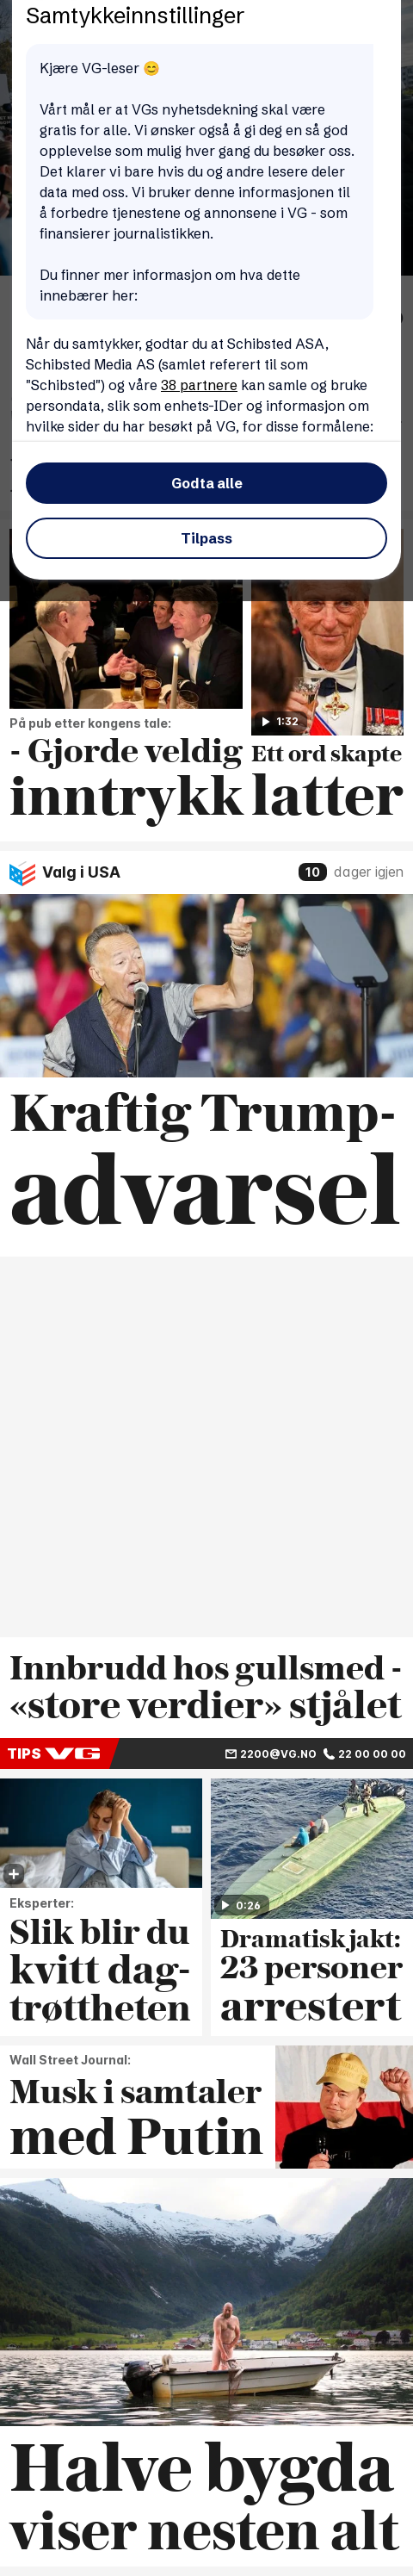 Samtykkeinnstillinger
Kjære VG-leser 😊
Vårt mål er at VGs nyhetsdekning skal være
gratis for alle. Vi ønsker også å gi deg en så god
opplevelse som mulig hver gang du besøker oss.
Det klarer vi bare hvis du og andre lesere deler
data med oss. Vi bruker denne informasjonen til
å forbedre tjenestene og annonsene i VG - som
finansierer journalistikken.
Du finner mer informasjon om hva dette
innebærer her:
Når du samtykker, godtar du at Schibsted ASA,
Schibsted Media AS (samlet referert til som
"Schibsted") og våre 38 partnere kan samle og bruke
persondata, slik som enhets-IDer og informasjon om
hvilke sider du har besøkt på VG, for disse formålene:
Godta alle
Tilpass
På pub etter kongens tale:
- Gjorde veldig
inntrykk
1:32
Ett ord skapte
latter
Valg i USA
10 dager igjen
Kraftig Trump-
advarsel
Innbrudd hos gullsmed -
«store verdier» stjålet
TIPS VG 2200@VG.NO 22 00 00 00
Eksperter:
Slik blir du
kvitt dag-
trøttheten
0:26
Dramatisk jakt:
23 personer
arrestert
Wall Street Journal:
Musk i samtaler
med Putin
Halve bygda
viser nesten alt